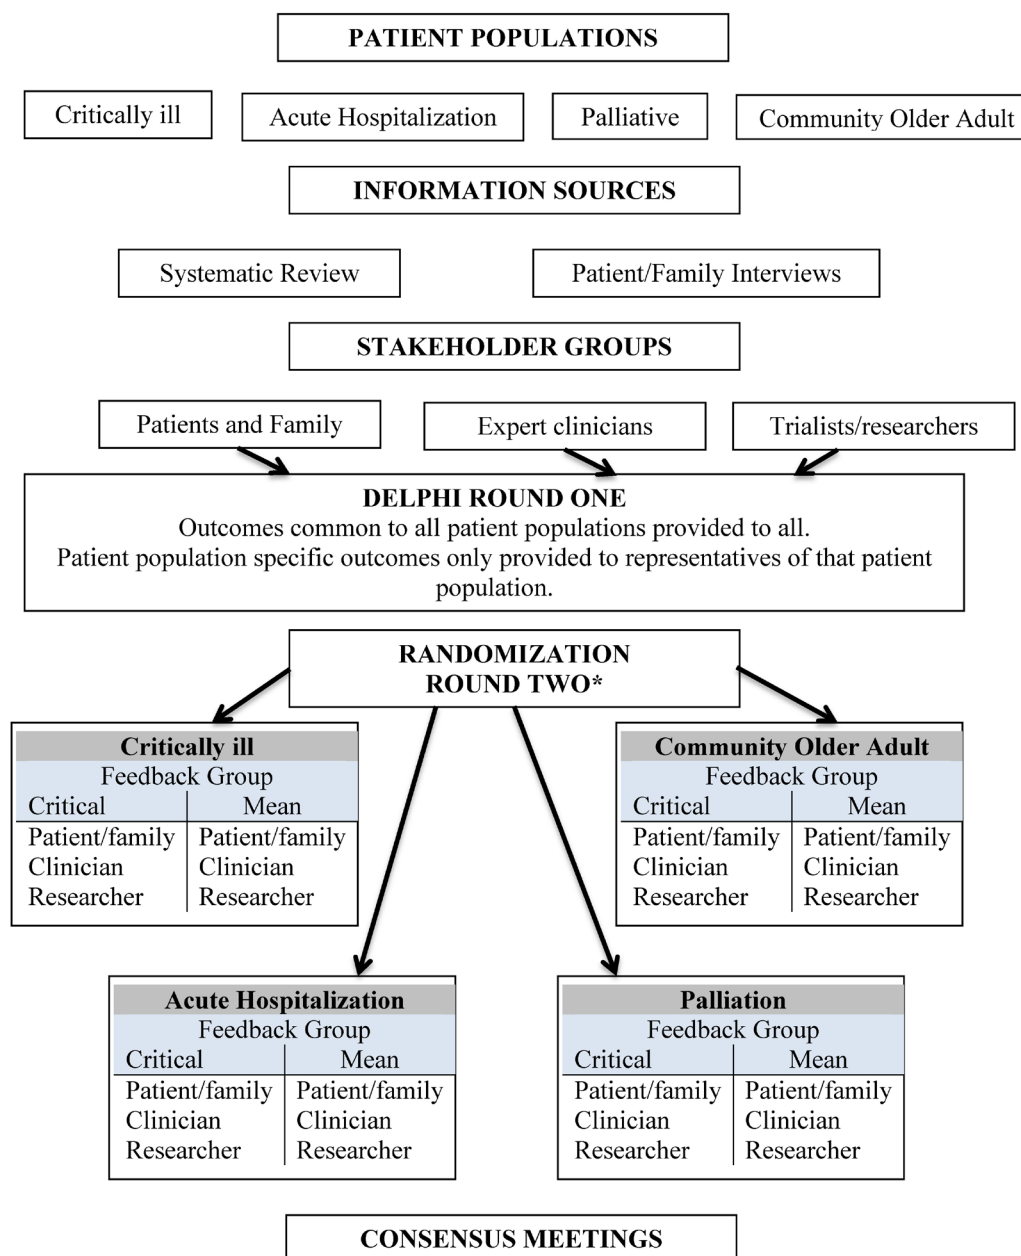 PATIENT POPULATIONS
Critically ill
Acute Hospitalization
Palliative
Community Older Adult
INFORMATION SOURCES
Systematic Review
Patient/Family Interviews
STAKEHOLDER GROUPS
Patients and Family
Expert clinicians
Trialists/researchers
DELPHI ROUND ONE
Outcomes common to all patient populations provided to all.
Patient population specific outcomes only provided to representatives of that patient
population.
RANDOMIZATION
ROUND TWO*
Critically ill
Feedback Group
Critical Mean
Patient/family Patient/family
Clinician Clinician
Researcher Researcher
Community Older Adult
Feedback Group
Critical Mean
Patient/family Patient/family
Clinician Clinician
Researcher Researcher
Acute Hospitalization
Feedback Group
Critical Mean
Patient/family Patient/family
Clinician Clinician
Researcher Researcher
Palliation
Feedback Group
Critical Mean
Patient/family Patient/family
Clinician Clinician
Researcher Researcher
CONSENSUS MEETINGS